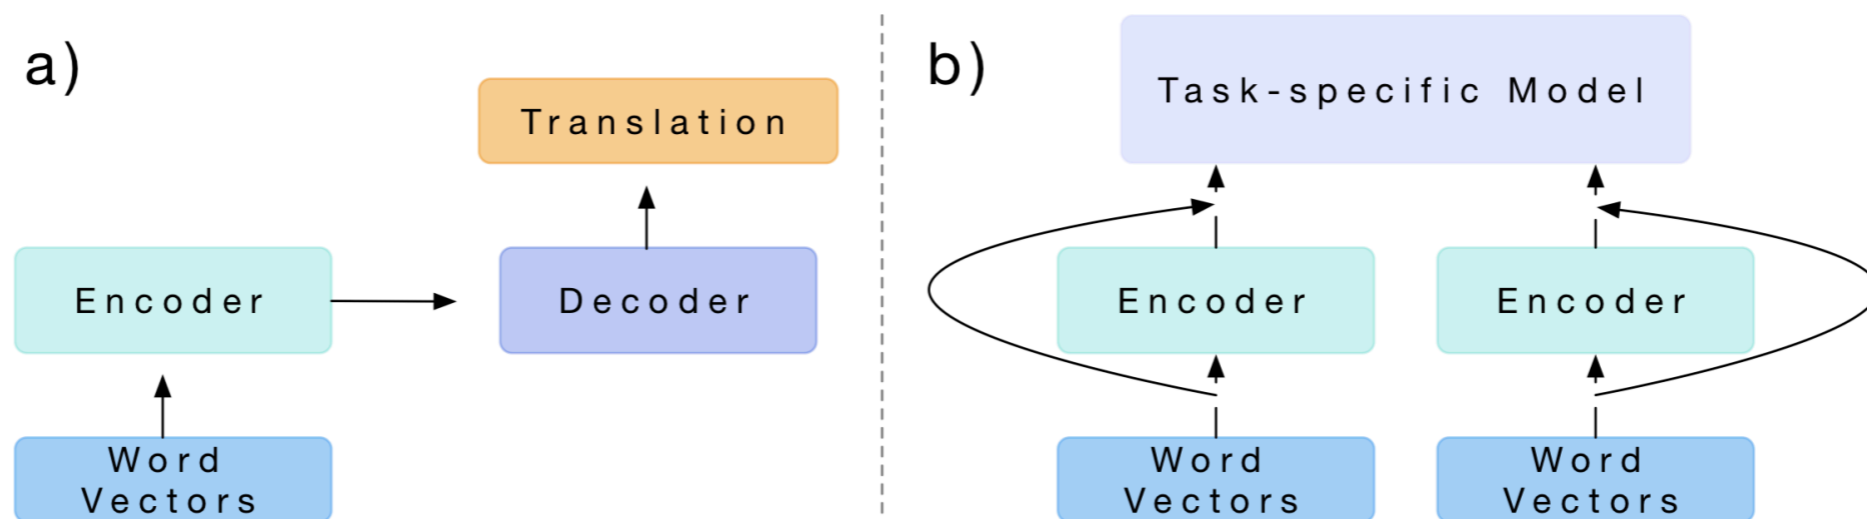 a)
Translation
Encoder
Decoder
Word
Vectors
b)
Task-specific Model
Encoder
Encoder
Word
Vectors
Word
Vectors